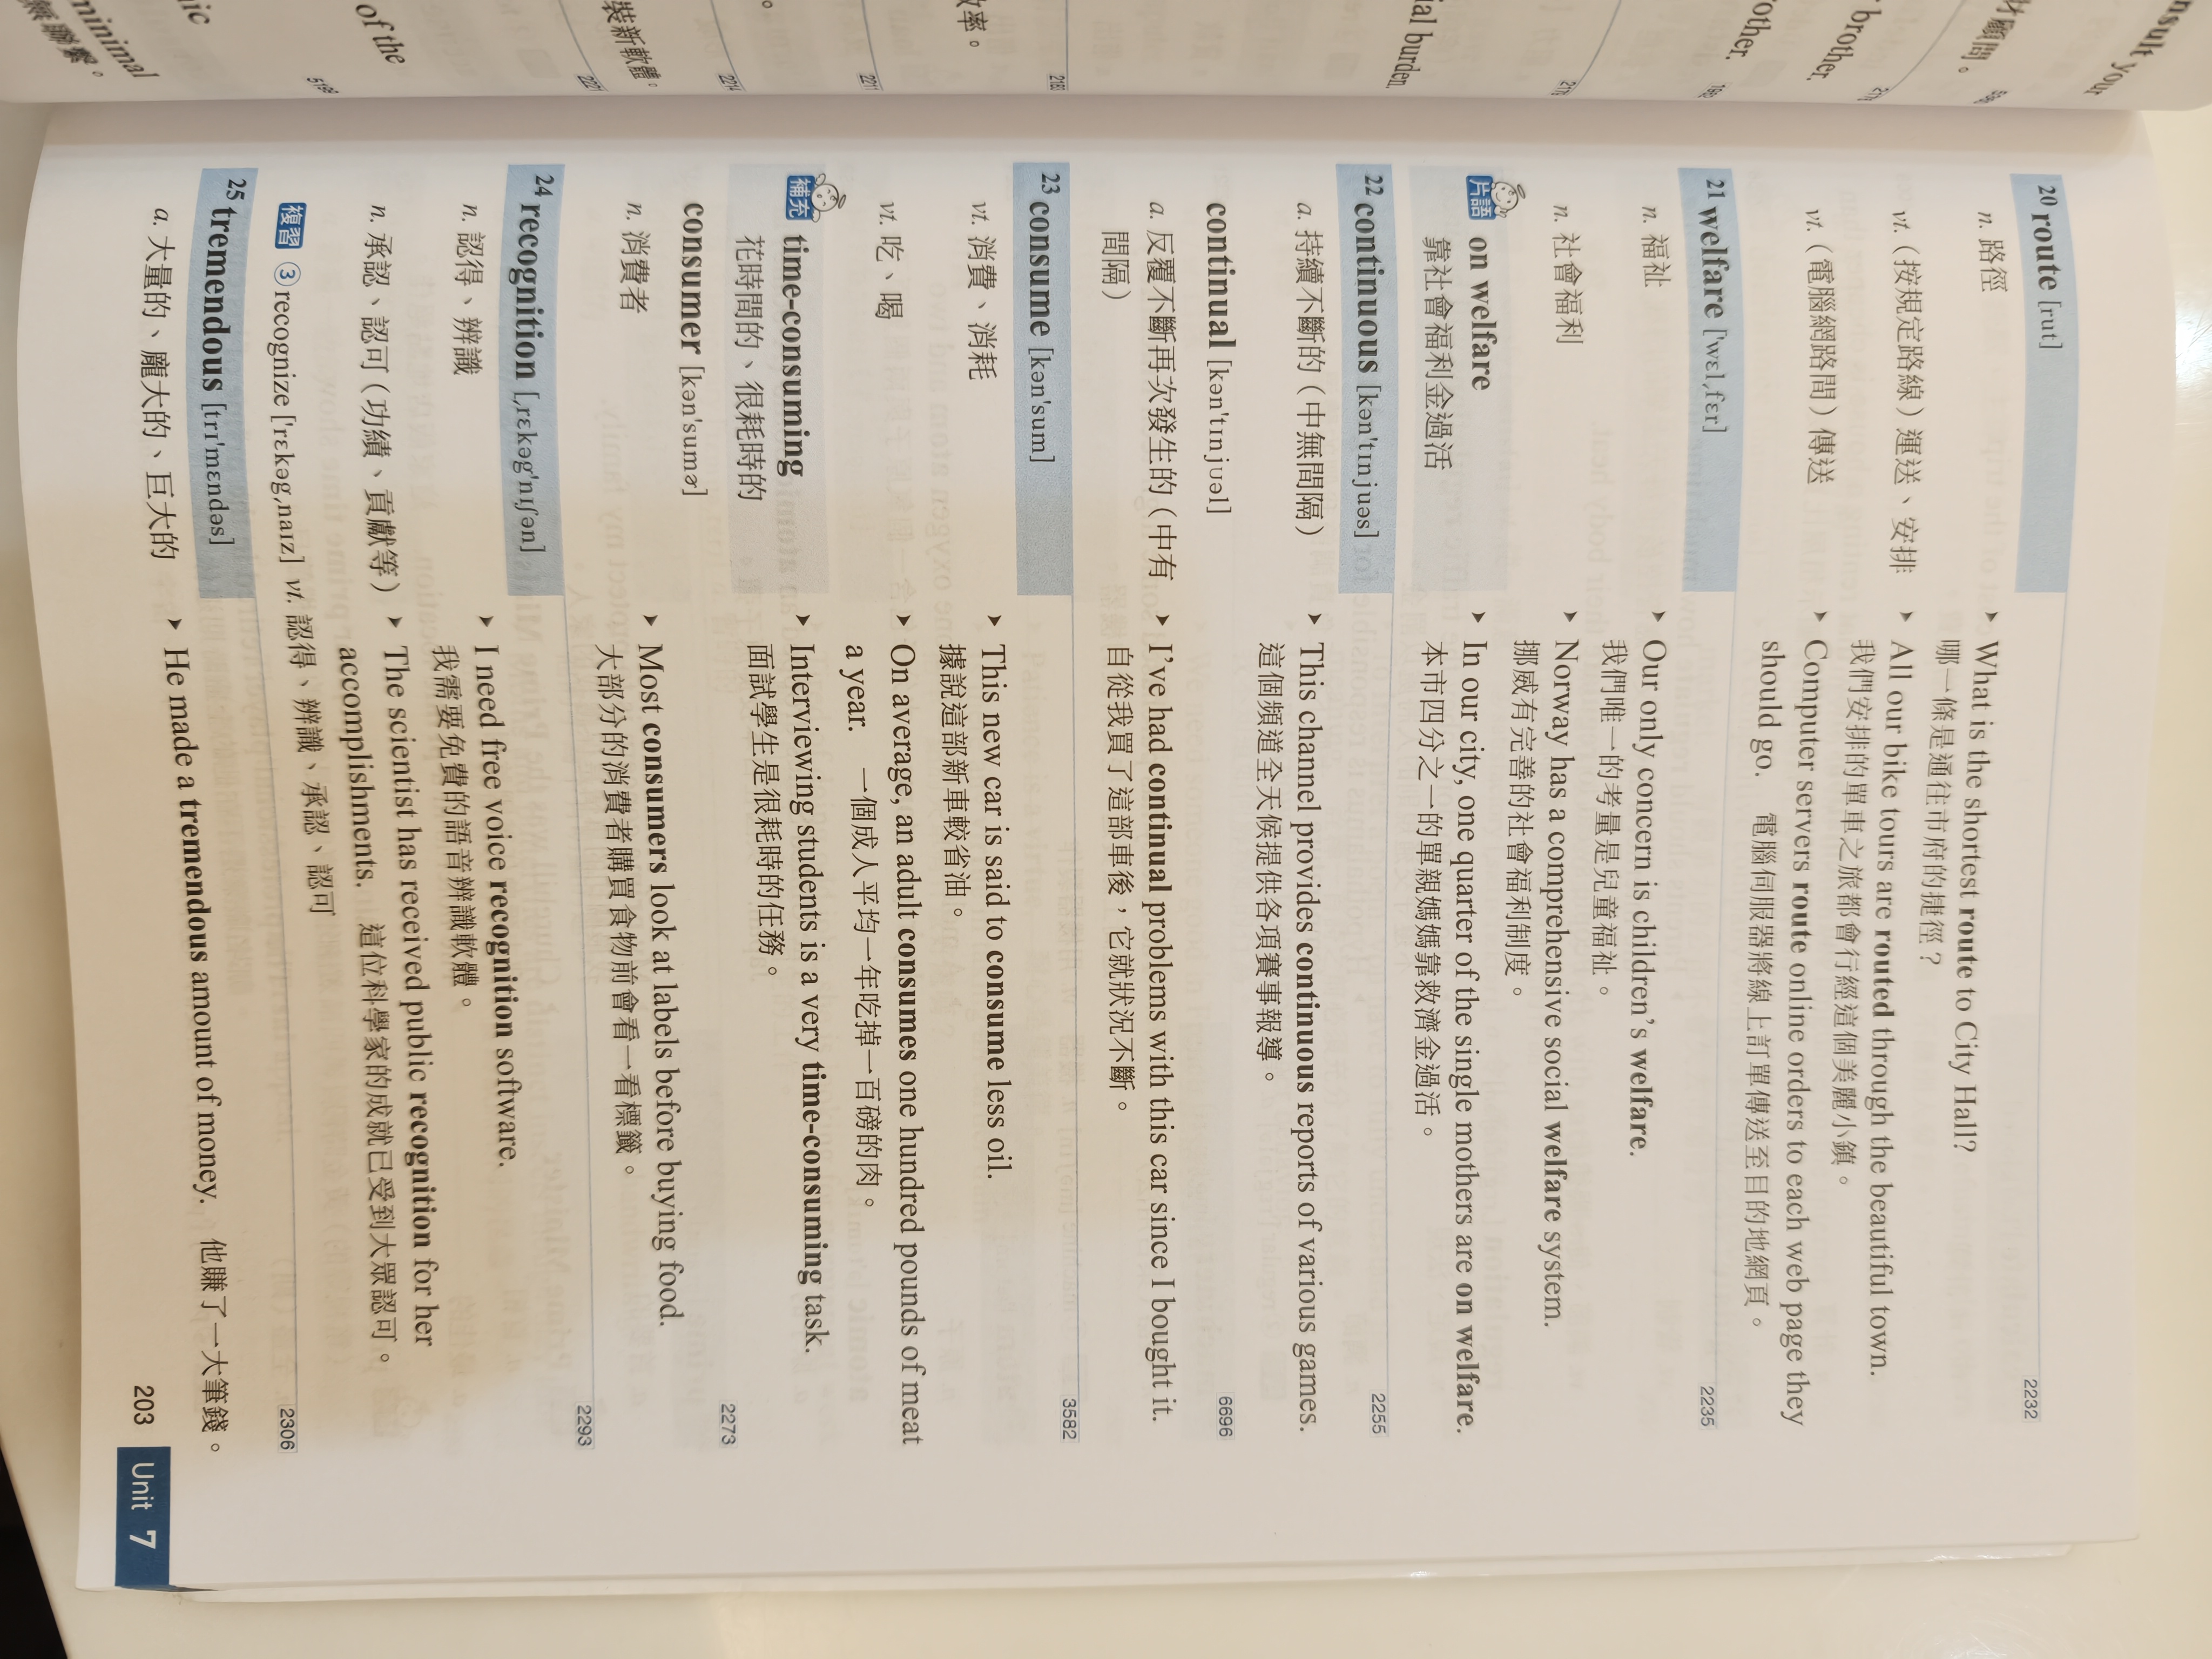 nsult you
財顧問。
brother.
other.
ial burden
效率。
裝新軟體。
of the
minimal
無聯繫。
20 route [rut]
2232
n. 路徑
➤ What is the shortest route to City Hall?
哪一條是通往市府的捷徑？
vt.（按規定路線）運送、安排
➤ All our bike tours are routed through the beautiful town.
我們安排的單車之旅都會行經這個美麗小鎮。
vt.（電腦網路間）傳送
➤ Computer servers route online orders to each web page they
should go. 電腦伺服器將線上訂單傳送至目的地網頁。
21 welfare [ˈwɛlˌfɛr]
2235
n. 福祉
➤ Our only concern is children's welfare.
我們唯一的考量是兒童福祉。
n. 社會福利
➤ Norway has a comprehensive social welfare system.
挪威有完善的社會福利制度。
片語 on welfare
靠社會福利金過活
➤ In our city, one quarter of the single mothers are on welfare.
本市四分之一的單親媽媽靠救濟金過活。
22 continuous [kənˈtɪnjuəs]
2255
a. 持續不斷的（中無間隔）
➤ This channel provides continuous reports of various games.
這個頻道全天候提供各項賽事報導。
continual [kənˈtɪnjuəl]
6696
a. 反覆不斷再次發生的（中有
間隔）
➤ I've had continual problems with this car since I bought it.
自從我買了這部車後，它就狀況不斷。
23 consume [kənˈsum]
3582
vt. 消費、消耗
➤ This new car is said to consume less oil.
據說這部新車較省油。
vt. 吃、喝
➤ On average, an adult consumes one hundred pounds of meat
a year. 一個成人平均一年吃掉一百磅的肉。
補充 time-consuming
花時間的、很耗時的
➤ Interviewing students is a very time-consuming task.
面試學生是很耗時的任務。
consumer [kənˈsumɚ]
2273
n. 消費者
➤ Most consumers look at labels before buying food.
大部分的消費者購買食物前會看一看標籤。
24 recognition [ˌrɛkəgˈnɪʃən]
2293
n. 認得、辨識
➤ I need free voice recognition software.
我需要免費的語音辨識軟體。
n. 承認、認可（功績、貢獻等）
➤ The scientist has received public recognition for her
accomplishments. 這位科學家的成就已受到大眾認可。
複習 ③ recognize [ˈrɛkəgˌnaɪz] vt. 認得、辨識、承認、認可
25 tremendous [trɪˈmɛndəs]
2306
a. 大量的、龐大的、巨大的
➤ He made a tremendous amount of money. 他賺了一大筆錢。
203
Unit 7